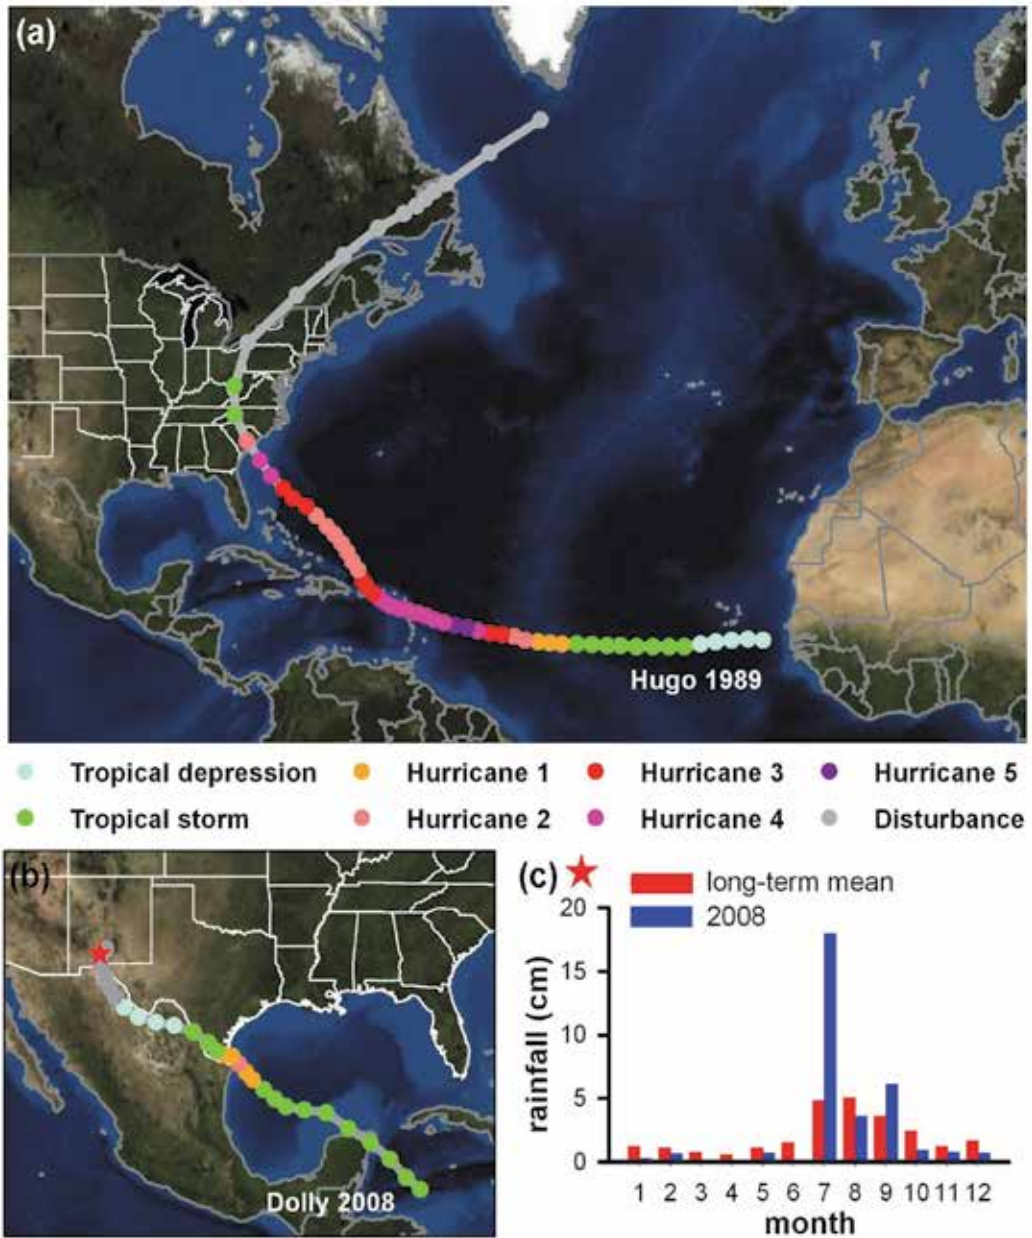 (a)
Hugo 1989
Tropical depression Hurricane 1 Hurricane 3 Hurricane 5
Tropical storm Hurricane 2 Hurricane 4 Disturbance
(b)
Dolly 2008
(c)
long-term mean
2008
20
15
10
5
0
rainfall (cm)
1 2 3 4 5 6 7 8 9 10 11 12
month